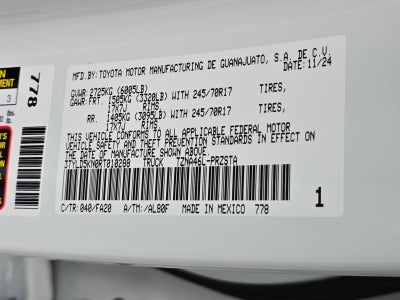 MFD.BY: TOYOTA MOTOR MANUFACTURING DE GUANAJUATO, S.A. DE C.V.
DATE: 11/24
GVWR: 2725KG (6005LB)
GAWR: FRT. 1505KG (3320LB) WITH 245/70R17 TIRES,
17X7J RIMS
RR. 1405KG (3095LB) WITH 245/70R17 TIRES,
17X7J RIMS
THIS VEHICLE CONFORMS TO ALL APPLICABLE FEDERAL MOTOR
VEHICLE SAFETY AND THEFT PREVENTION STANDARDS IN EFFECT ON
THE DATE OF MANUFACTURE SHOWN ABOVE.
3TYLD5KN0RT010288 TRUCK TZNA46L-PRZSTA
C/TR: 040/FA20 A/TM: /AL80F MADE IN MEXICO 778
1
778
3
lbs.